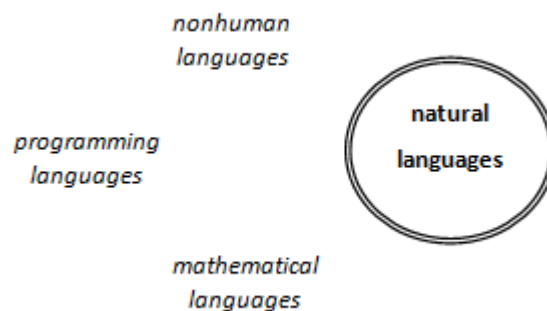 nonhuman
languages
natural
languages
programming
languages
mathematical
languages